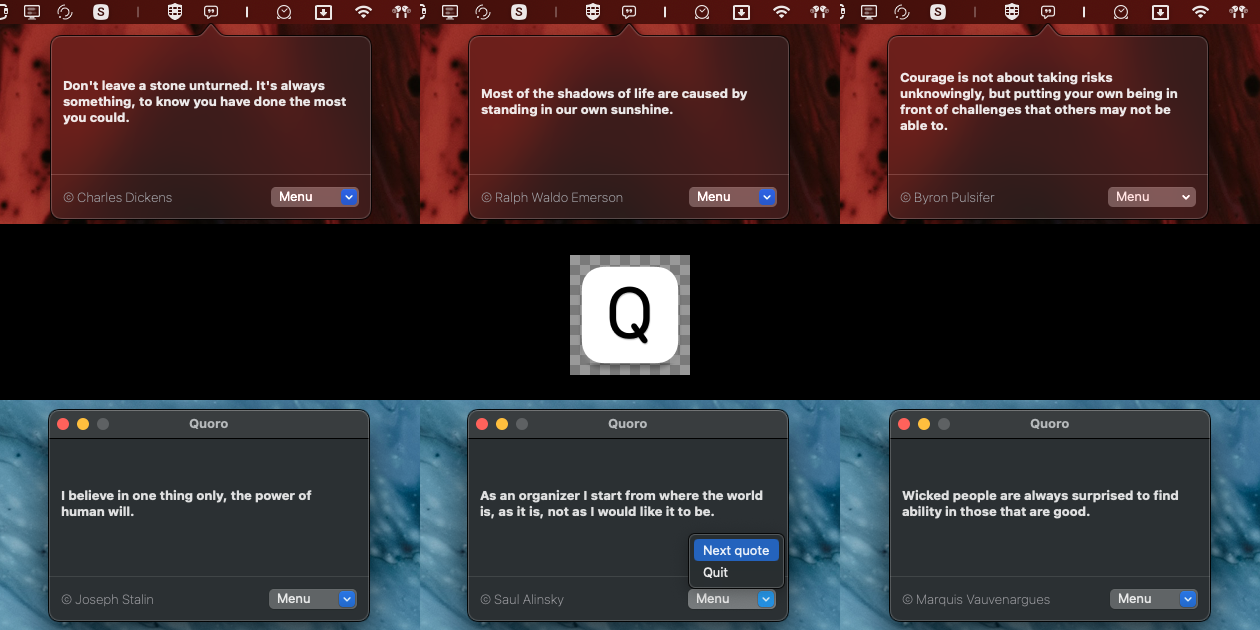 S
S
S
Don't leave a stone unturned. It's always
something, to know you have done the most
you could.
© Charles Dickens
Menu
Most of the shadows of life are caused by
standing in our own sunshine.
© Ralph Waldo Emerson
Menu
Courage is not about taking risks
unknowingly, but putting your own being in
front of challenges that others may not be
able to.
© Byron Pulsifer
Menu
Q
Quoro
I believe in one thing only, the power of
human will.
© Joseph Stalin
Menu
Quoro
As an organizer I start from where the world
is, as it is, not as I would like it to be.
Next quote
Quit
© Saul Alinsky
Menu
Quoro
Wicked people are always surprised to find
ability in those that are good.
© Marquis Vauvenargues
Menu